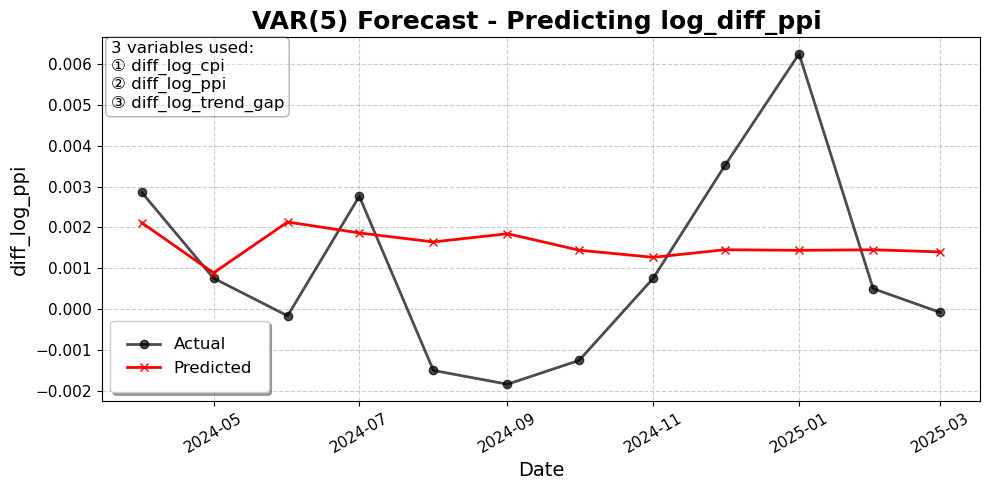 VAR(5) Forecast - Predicting log_diff_ppi
3 variables used:
① diff_log_cpi
② diff_log_ppi
③ diff_log_trend_gap
diff_log_ppi
0.006
0.005
0.004
0.003
0.002
0.001
0.000
−0.001
−0.002
Actual
Predicted
2024-05
2024-07
2024-09
2024-11
2025-01
2025-03
Date